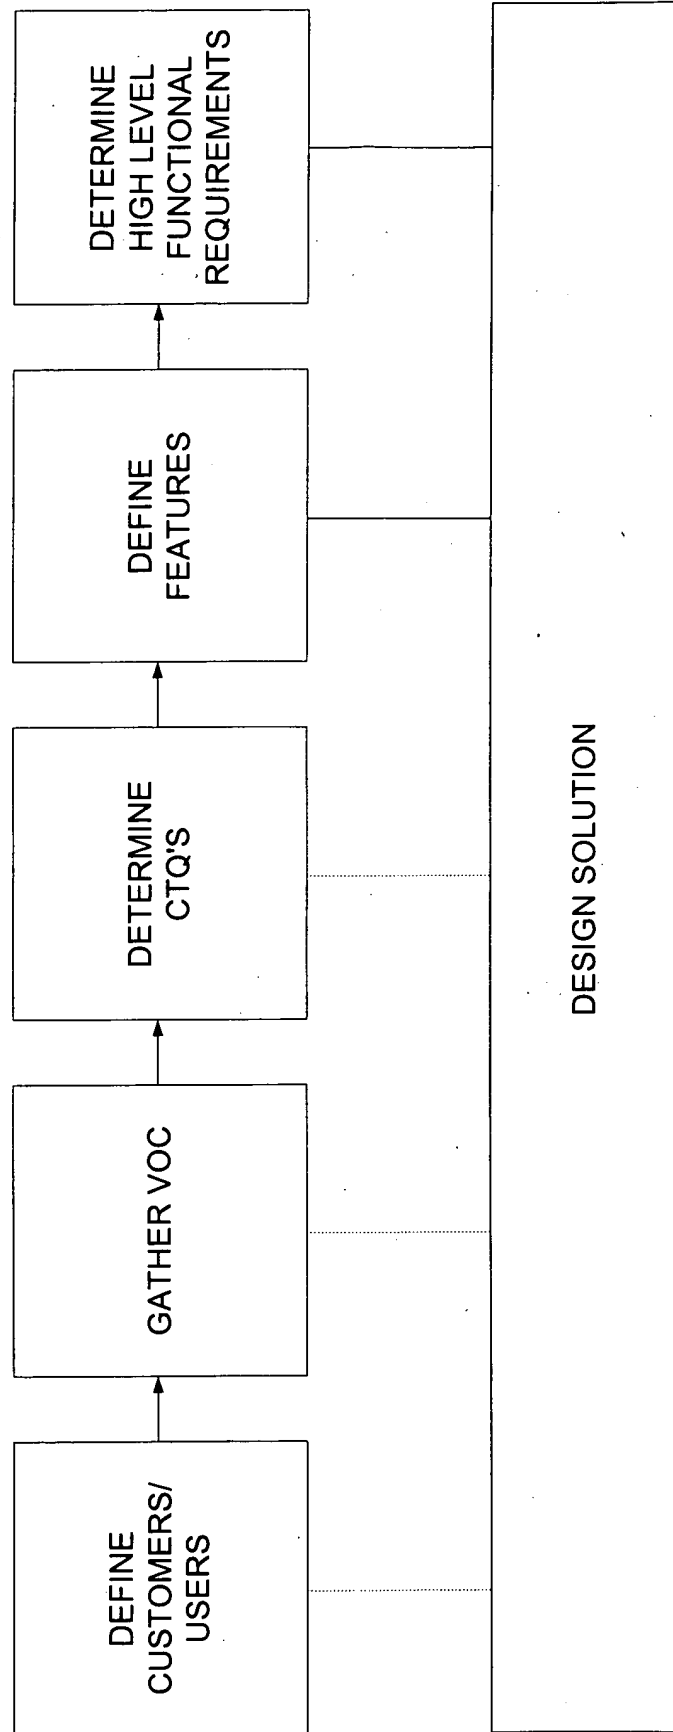 DEFINE
CUSTOMERS/
USERS
GATHER VOC
DETERMINE
CTQ'S
DEFINE
FEATURES
DETERMINE
HIGH LEVEL
FUNCTIONAL
REQUIREMENTS
DESIGN SOLUTION